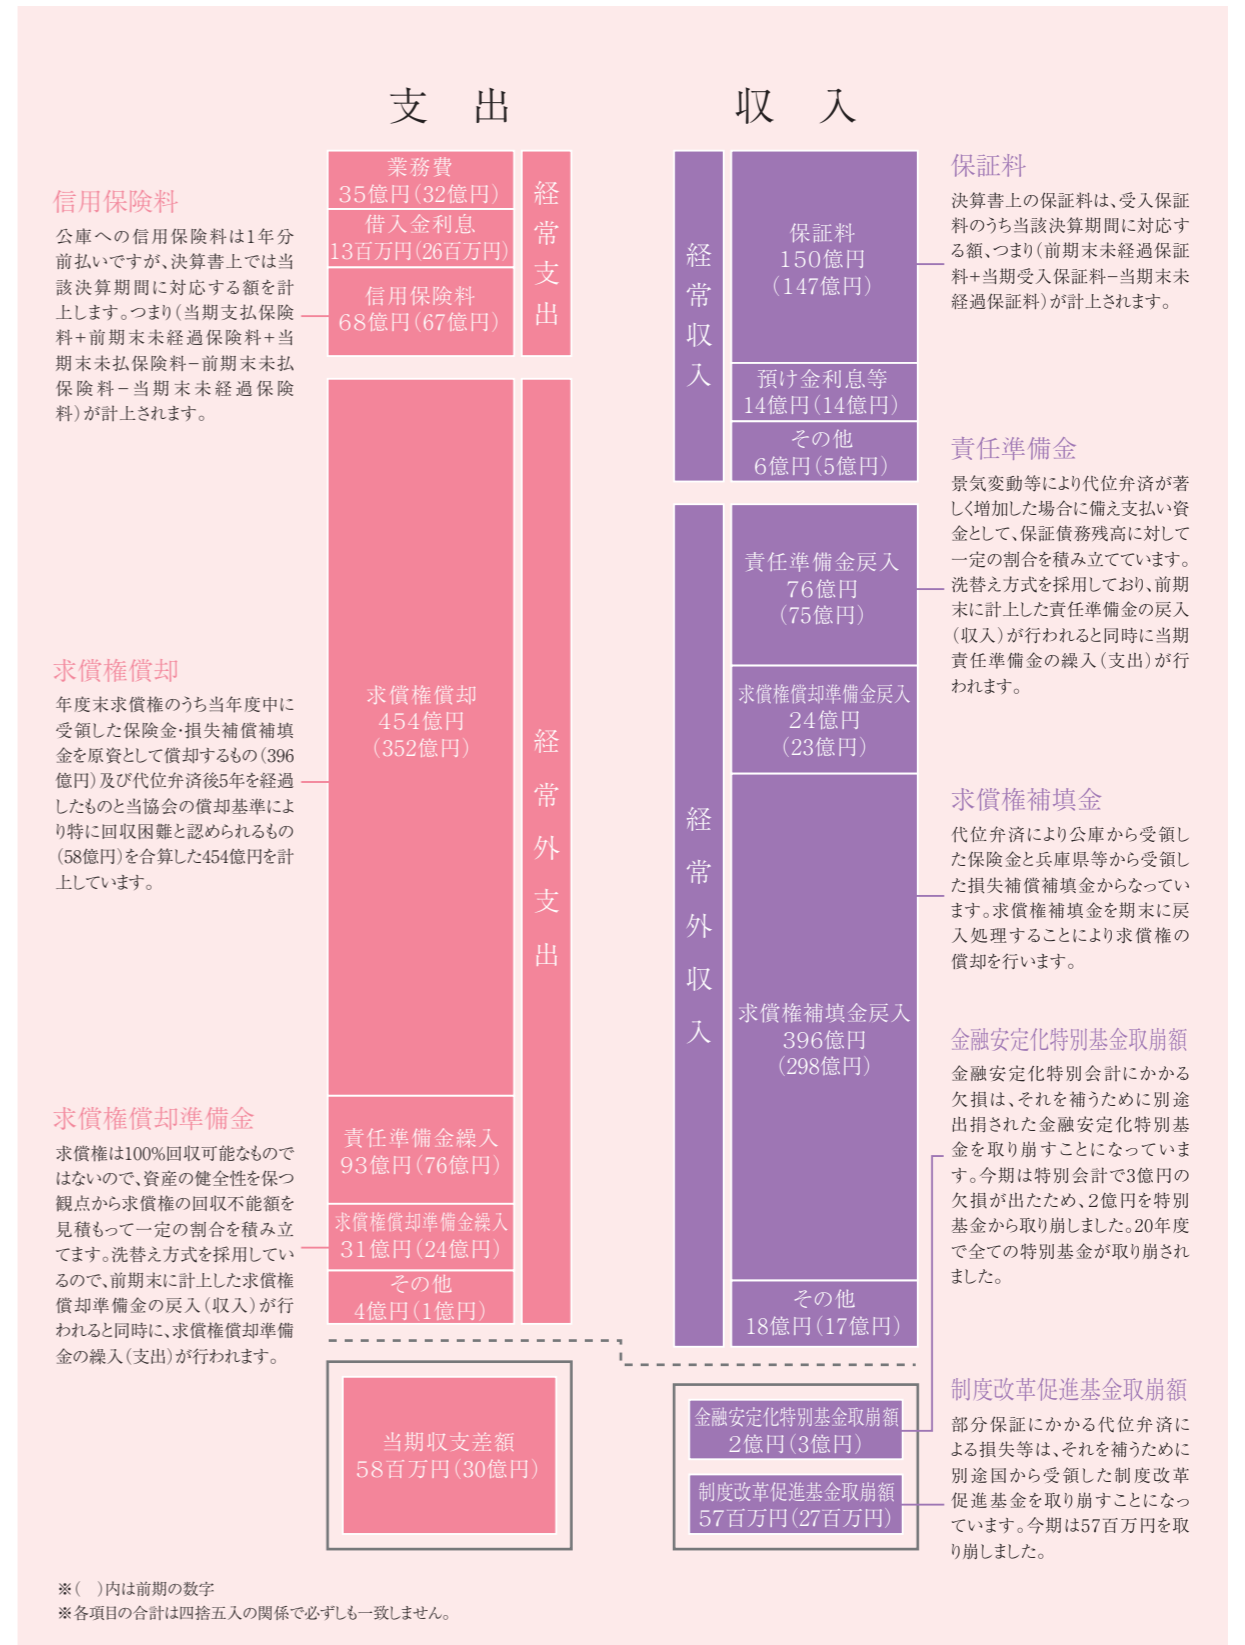 支 出
収 入
信用保険料
公庫への信用保険料は1年分
前払いですが、決算書上では当
該決算期間に対応する額を計
上します。つまり(当期支払保険
料+前期末未経過保険料+当
期末未払保険料−前期末未払
保険料−当期末未経過保険
料)が計上されます。
求償権償却
年度末求償権のうち当年度中に
受領した保険金・損失補償補填
金を原資として償却するもの(396
億円)及び代位弁済後5年を経過
したものと当協会の償却基準によ
り特に回収困難と認められるもの
(58億円)を合算した454億円を計
上しています。
求償権償却準備金
求償権は100%回収可能なもので
はないので、資産の健全性を保つ
観点から求償権の回収不能額を
見積もって一定の割合を積み立
てます。洗替え方式を採用してい
るので、前期末に計上した求償権
償却準備金の戻入(収入)が行
われると同時に、求償権償却準備
金の繰入(支出)が行われます。
業務費
35億円(32億円)
借入金利息
13百万円(26百万円)
信用保険料
68億円(67億円)
経常支出
求償権償却
454億円
(352億円)
責任準備金繰入
93億円(76億円)
求償権償却準備金繰入
31億円(24億円)
その他
4億円(1億円)
経常外支出
当期収支差額
58百万円(30億円)
経常収入
保証料
150億円
(147億円)
預け金利息等
14億円(14億円)
その他
6億円(5億円)
経常外収入
責任準備金戻入
76億円
(75億円)
求償権償却準備金戻入
24億円
(23億円)
求償権補填金戻入
396億円
(298億円)
その他
18億円(17億円)
金融安定化特別基金取崩額
2億円(3億円)
制度改革促進基金取崩額
57百万円(27百万円)
保証料
決算書上の保証料は、受入保証
料のうち当該決算期間に対応す
る額、つまり(前期末未経過保証
料+当期受入保証料−当期末未
経過保証料)が計上されます。
責任準備金
景気変動等により代位弁済が著
しく増加した場合に備え支払い資
金として、保証債務残高に対して
一定の割合を積み立てています。
洗替え方式を採用しており、前期
末に計上した責任準備金の戻入
(収入)が行われると同時に当期
責任準備金の繰入(支出)が行
われます。
求償権補填金
代位弁済により公庫から受領し
た保険金と兵庫県等から受領し
た損失補償補填金からなってい
ます。求償権補填金を期末に戻
入処理することにより求償権の
償却を行います。
金融安定化特別基金取崩額
金融安定化特別会計にかかる
欠損は、それを補うために別途
出捐された金融安定化特別基
金を取り崩すことになっていま
す。今期は特別会計で3億円の
欠損が出たため、2億円を特別
基金から取り崩しました。20年度
で全ての特別基金が取り崩され
ました。
制度改革促進基金取崩額
部分保証にかかる代位弁済に
よる損失等は、それを補うために
別途国から受領した制度改革
促進基金を取り崩すことになっ
ています。今期は57百万円を取
り崩しました。
※( )内は前期の数字
※各項目の合計は四捨五入の関係で必ずしも一致しません。